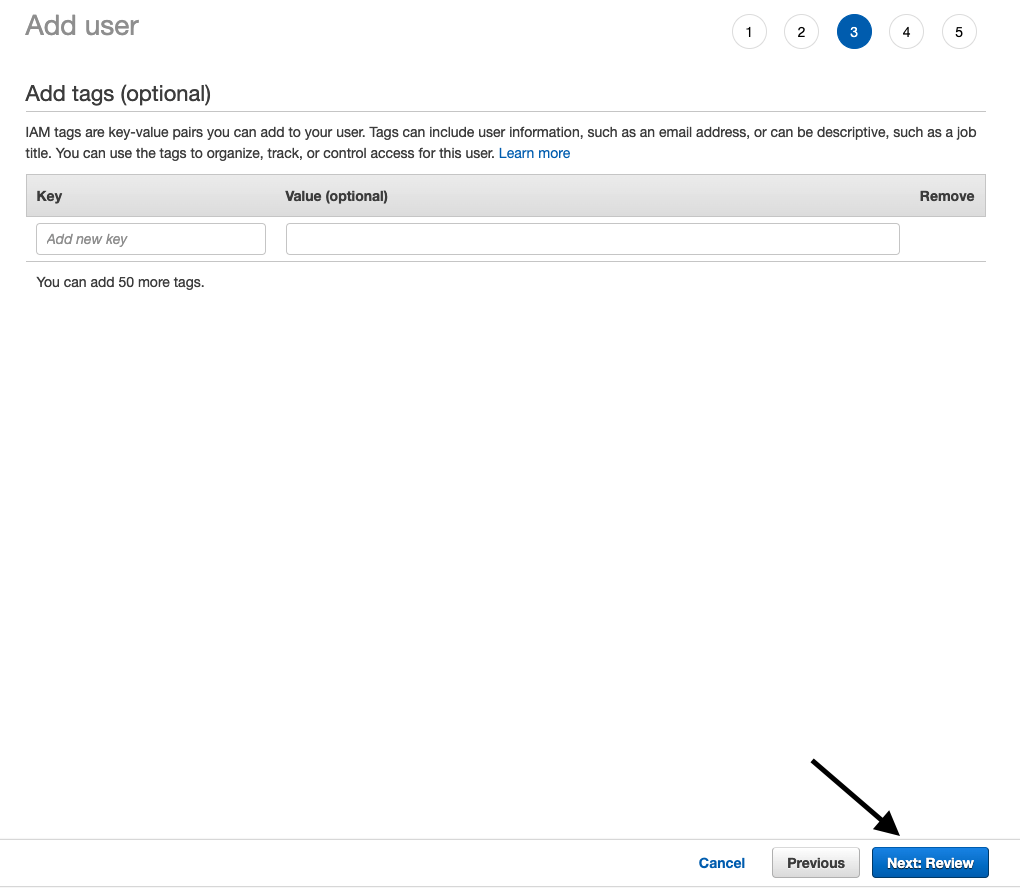 Add user
1 2 3 4 5
Add tags (optional)
IAM tags are key-value pairs you can add to your user. Tags can include user information, such as an email address, or can be descriptive, such as a job
title. You can use the tags to organize, track, or control access for this user. Learn more
Key Value (optional) Remove
Add new key
You can add 50 more tags.
Cancel Previous Next: Review